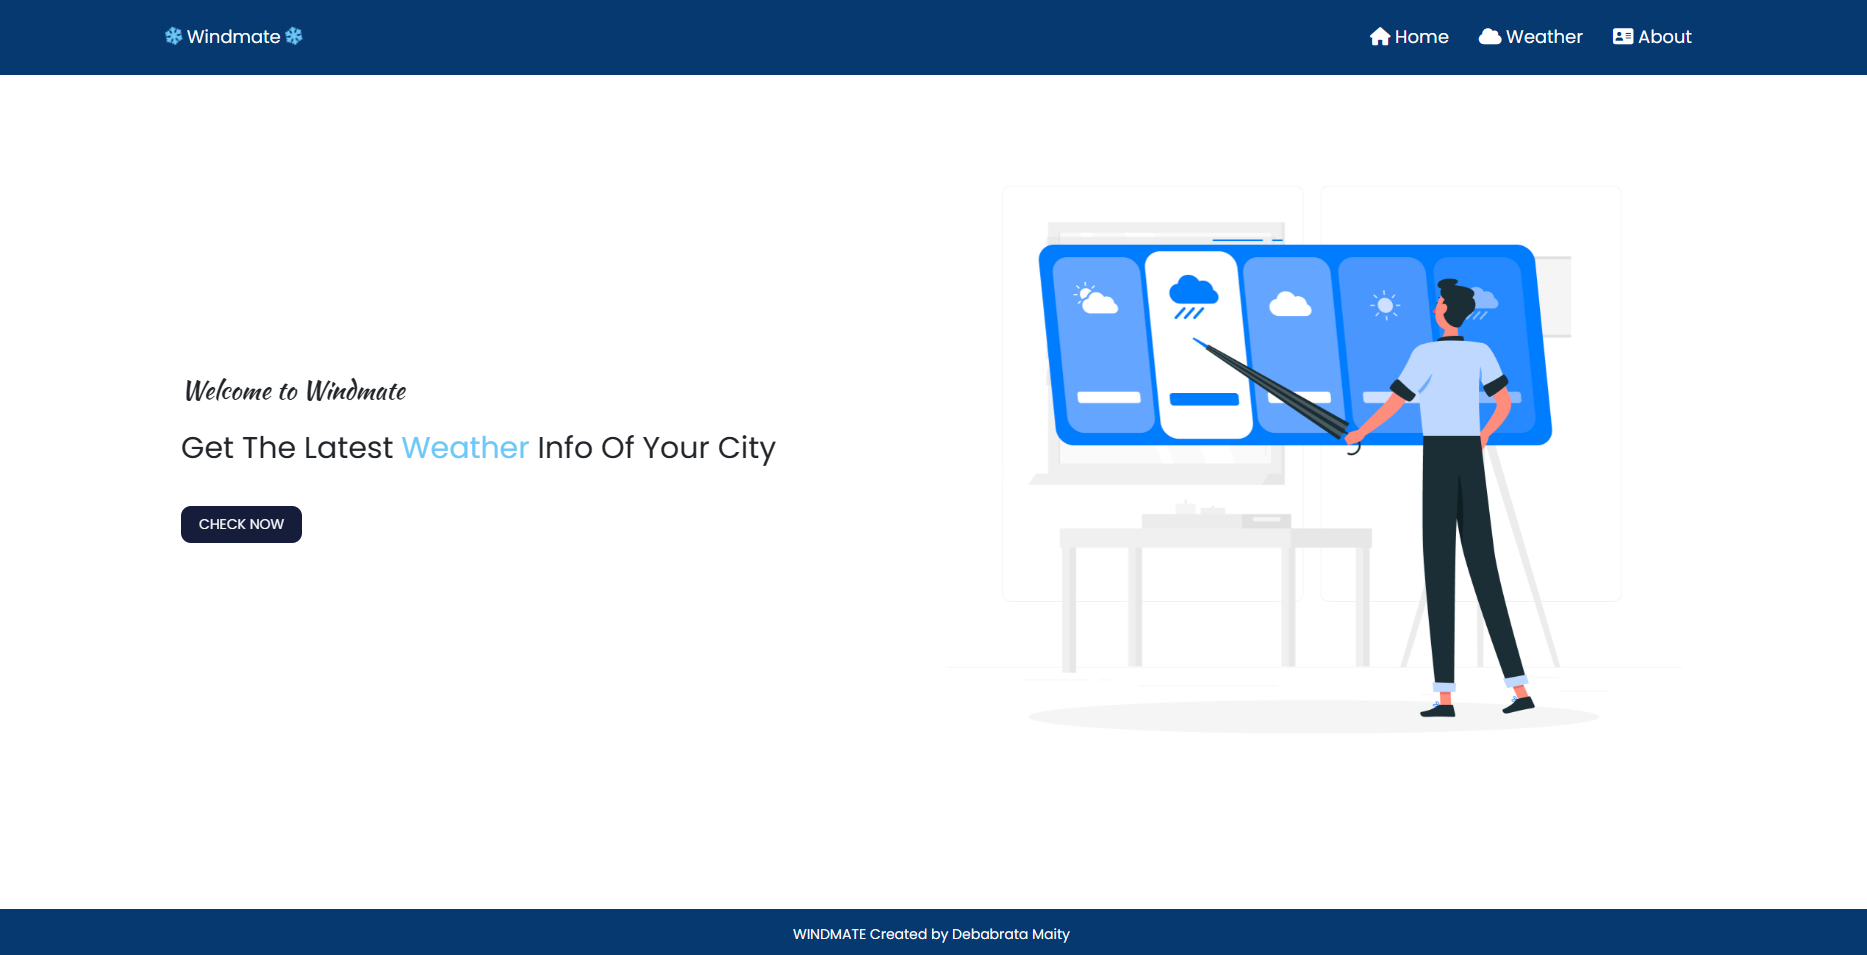 Windmate
Home Weather About
Welcome to Windmate
Get The Latest Weather Info Of Your City
CHECK NOW
WINDMATE Created by Debabrata Maity